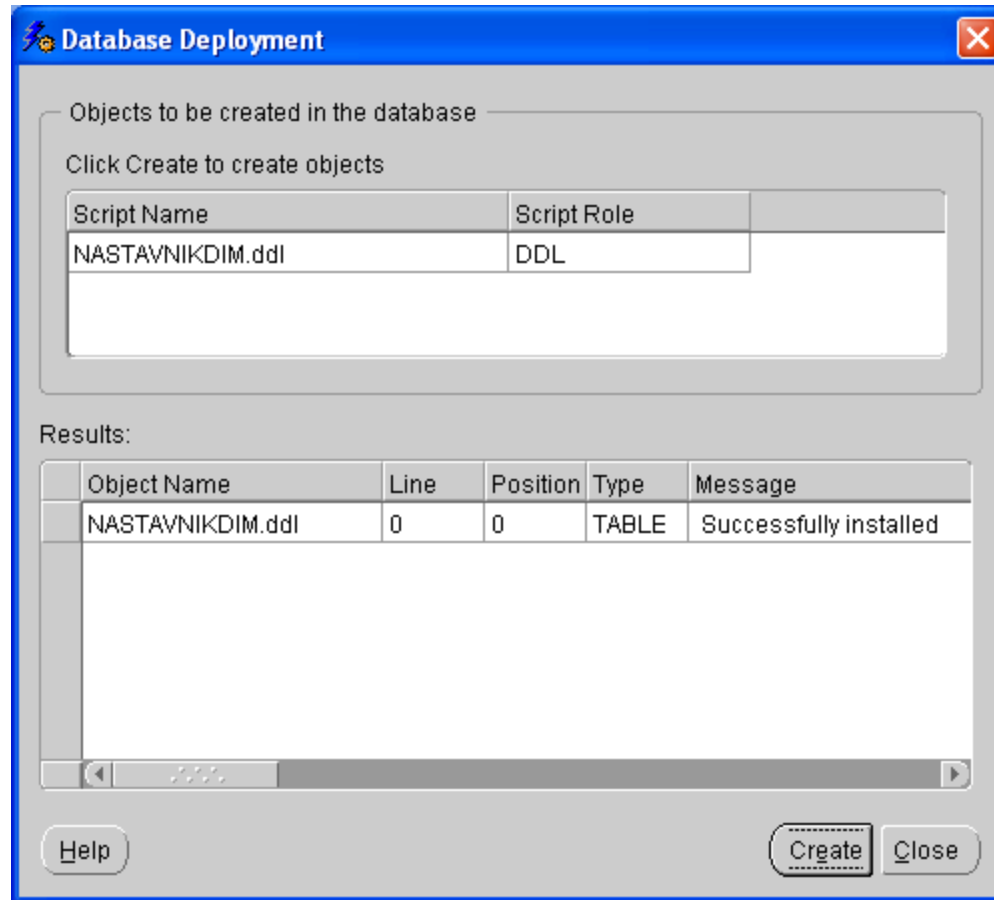 Database Deployment
Objects to be created in the database
Click Create to create objects
Script Name Script Role
NASTAVNIKDIM.ddl DDL
Results:
Object Name Line Position Type Message
NASTAVNIKDIM.ddl 0 0 TABLE Successfully installed
Help Create Close